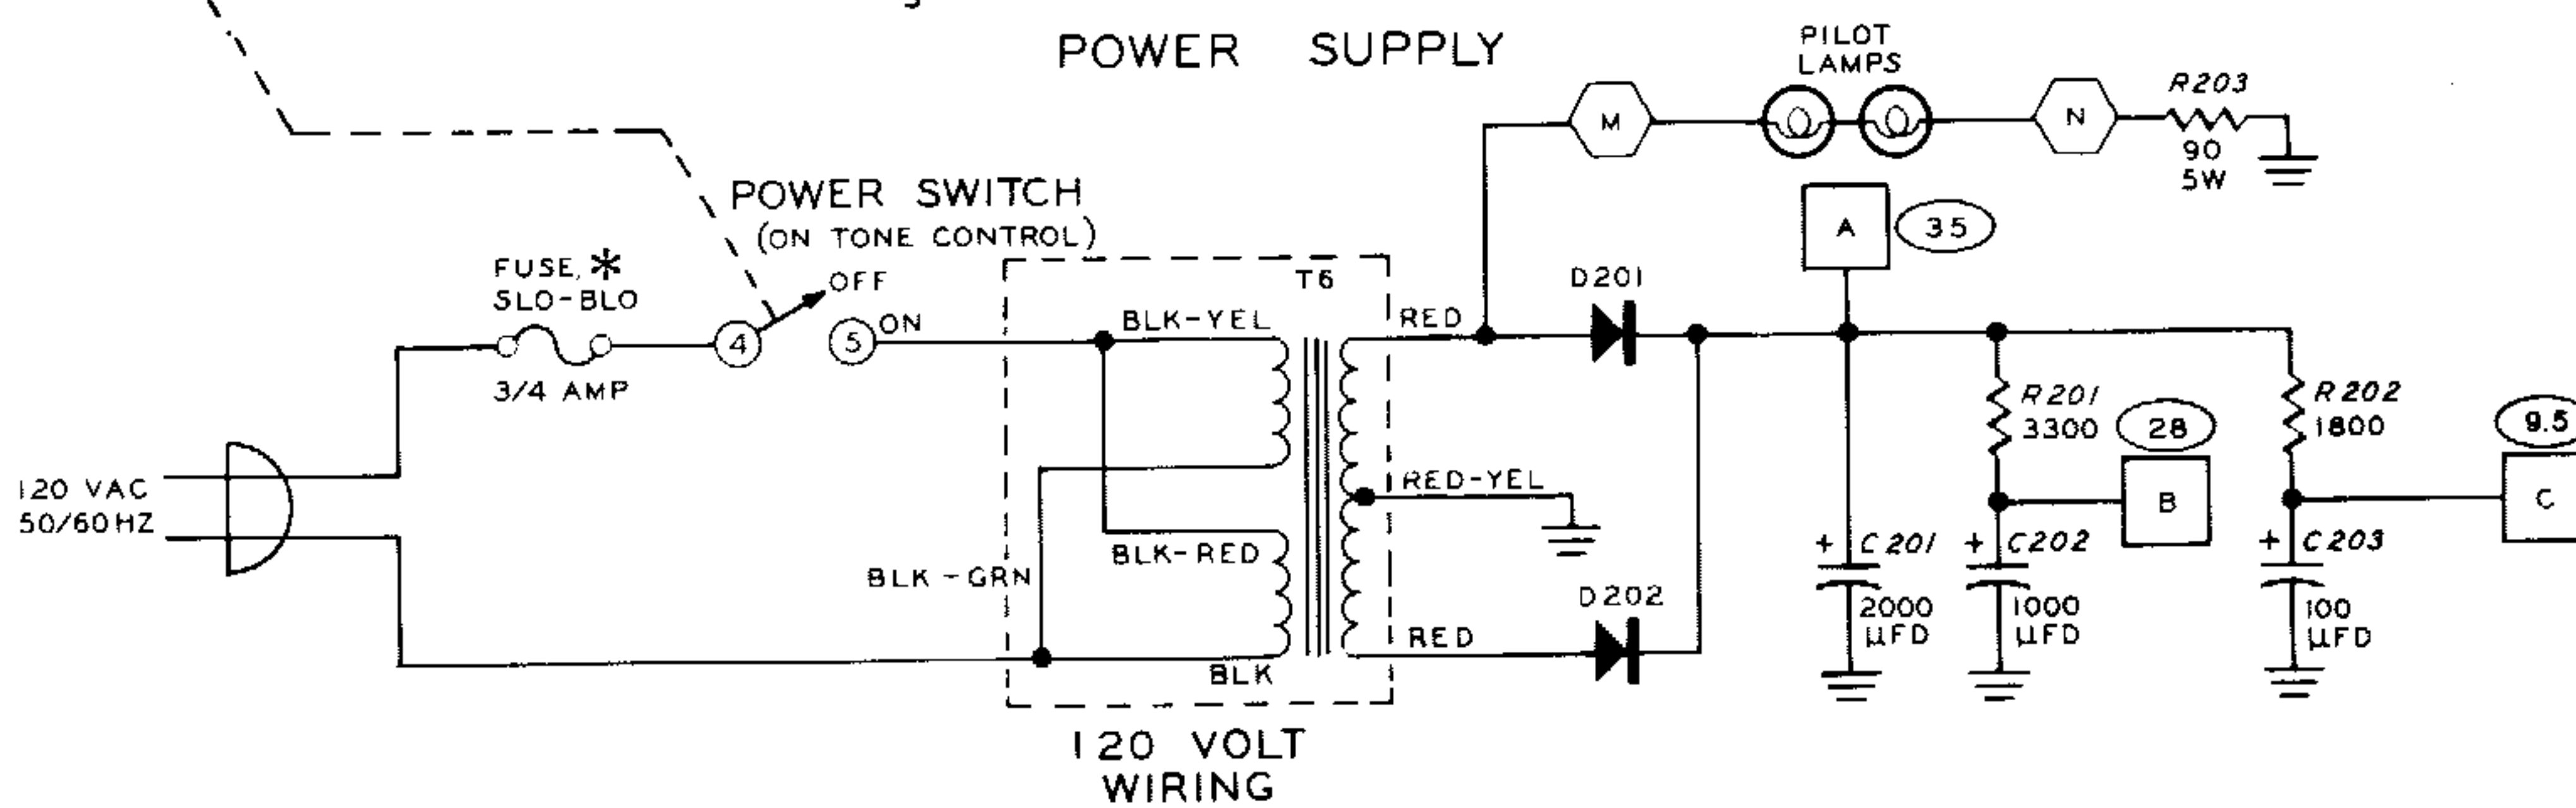 POWER SUPPLY
PILOT
LAMPS
M
N
R203
90
5W
POWER SWITCH
(ON TONE CONTROL)
A
35
FUSE, *
SLO-BLO
3/4 AMP
OFF
4
5
ON
T6
BLK-YEL
RED
D201
R201
3300
28
B
R202
1800
9.5
C
120 VAC
50/60HZ
RED-YEL
BLK-RED
BLK-GRN
D202
RED
BLK
+ C201
2000
µFD
+ C202
1000
µFD
+ C203
100
µFD
120 VOLT
WIRING